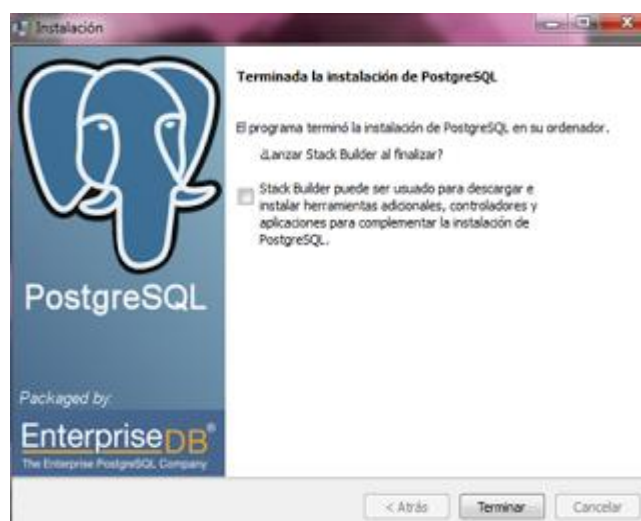 Instalación
Terminada la instalación de PostgreSQL
El programa terminó la instalación de PostgreSQL en su ordenador.
¿Lanzar Stack Builder al finalizar?
Stack Builder puede ser usado para descargar e
instalar herramientas adicionales, controladores y
aplicaciones para complementar la instalación de
PostgreSQL.
PostgreSQL
Packaged by:
EnterpriseDB®
The Enterprise PostgreSQL Company
< Atrás
Terminar
Cancelar